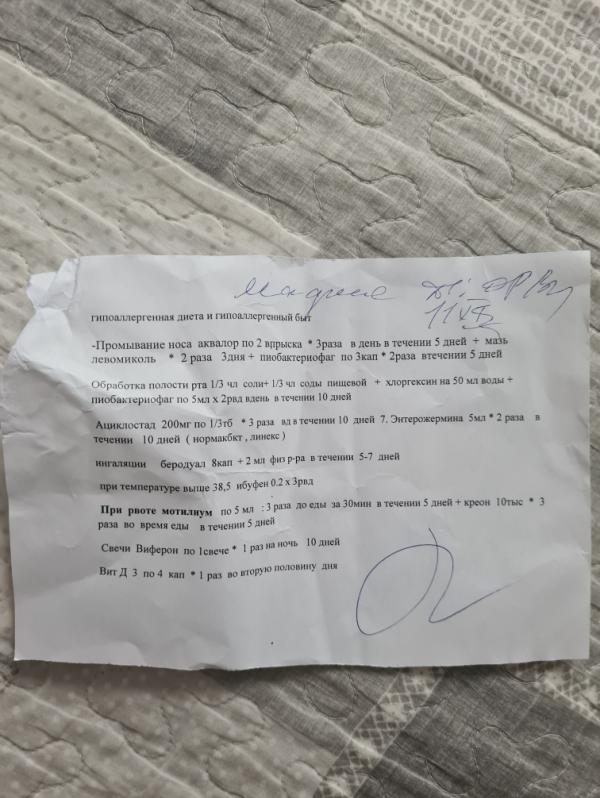 гипоаллергенная диета и гипоаллергенный быт
-Промывание носа аквалор по 2 впрыска * 3раза в день в течении 5 дней + мазь
левомиколь * 2 раза 3дня + пиобактериофаг по 3кап * 2раза втечении 5 дней
Обработка полости рта 1/3 чл соли+ 1/3 чл соды пищевой + хлоргексин на 50 мл воды +
пиобактериофаг по 5мл х 2рвд вдень в течении 10 дней
Ациклостад 200мг по 1/3тб * 3 раза вд в течении 10 дней 7. Энтерожермина 5мл * 2 раза в
течении 10 дней ( нормакбкт , линекс )
ингаляции беродуал 8кап + 2 мл физ р-ра в течении 5-7 дней
при температуре выше 38,5 ибуфен 0.2 х 3рвд
При рвоте мотилиум по 5 мл : 3 раза до еды за 30мин в течении 5 дней + креон 10тыс * 3
раза во время еды в течении 5 дней
Свечи Виферон по 1свече * 1 раз на ночь 10 дней
Вит Д 3 по 4 кап * 1 раз во вторую половину дня